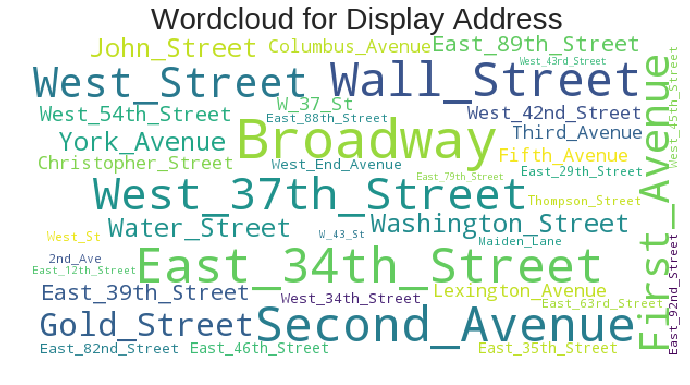 Wordcloud for Display Address
John_Street
Columbus_Avenue
East_89th_Street
West_43rd_Street
West_Street
Wall_Street
West_45th_Street
West_54th_Street
W_37_St
East_88th_Street
West_42nd_Street
York_Avenue
Broadway
Third_Avenue
Christopher_Street
West_End_Avenue
Fifth_Avenue
East_29th_Street
East_79th_Street
West_37th_Street
Thompson_Street
First_Avenue
Water_Street
Washington_Street
West_St
W_43_St
Maiden_Lane
2nd_Ave
East_12th_Street
East_34th_Street
East_92nd_Street
East_39th_Street
West_34th_Street
Lexington_Avenue
East_63rd_Street
Gold_Street
Second_Avenue
East_82nd_Street
East_46th_Street
East_35th_Street